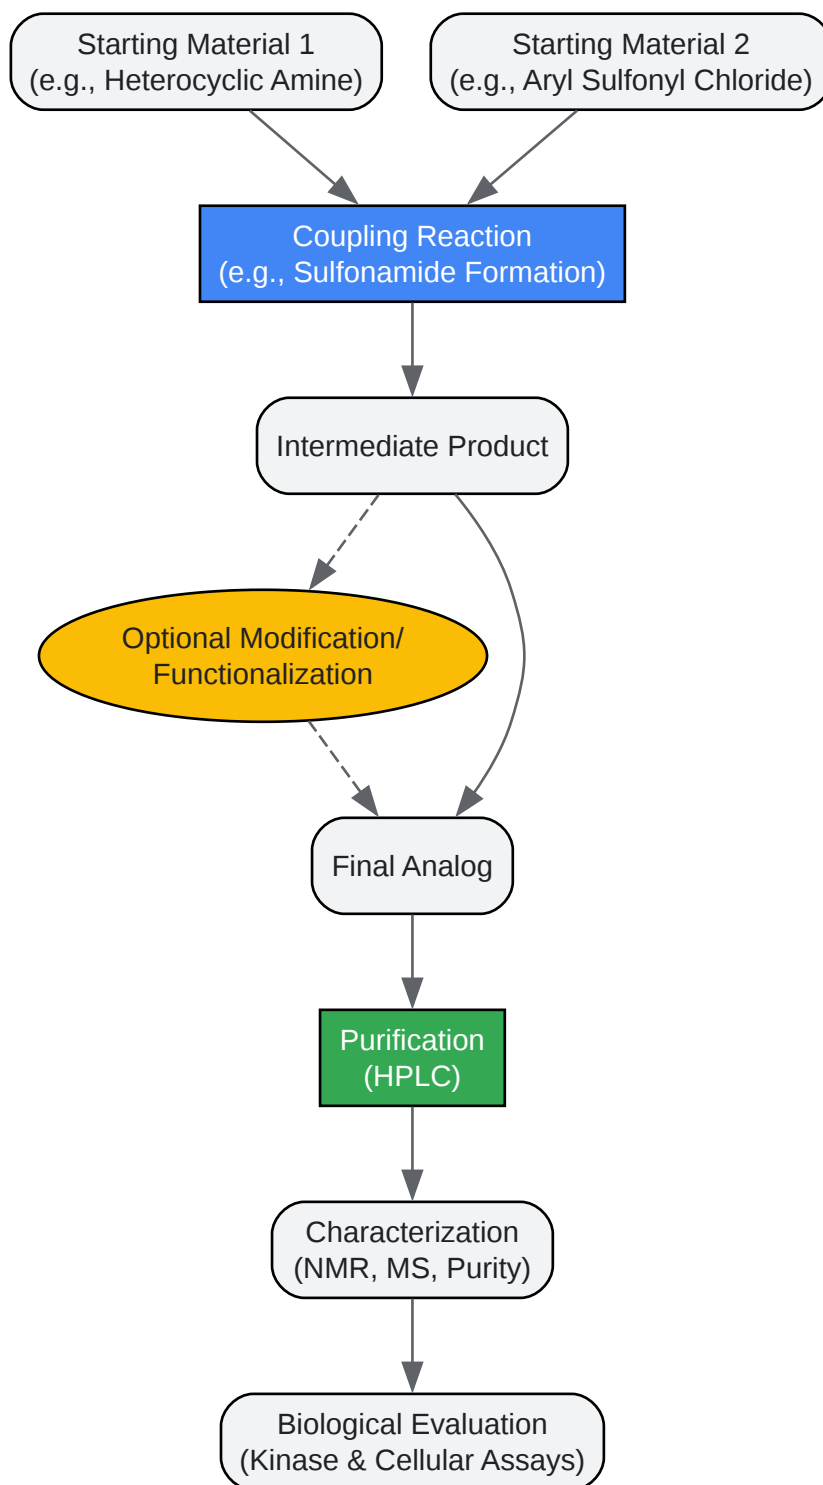 Starting Material 1
(e.g., Heterocyclic Amine)
Starting Material 2
(e.g., Aryl Sulfonyl Chloride)
Coupling Reaction
(e.g., Sulfonamide Formation)
Intermediate Product
Optional Modification/
Functionalization
Final Analog
Purification
(HPLC)
Characterization
(NMR, MS, Purity)
Biological Evaluation
(Kinase & Cellular Assays)